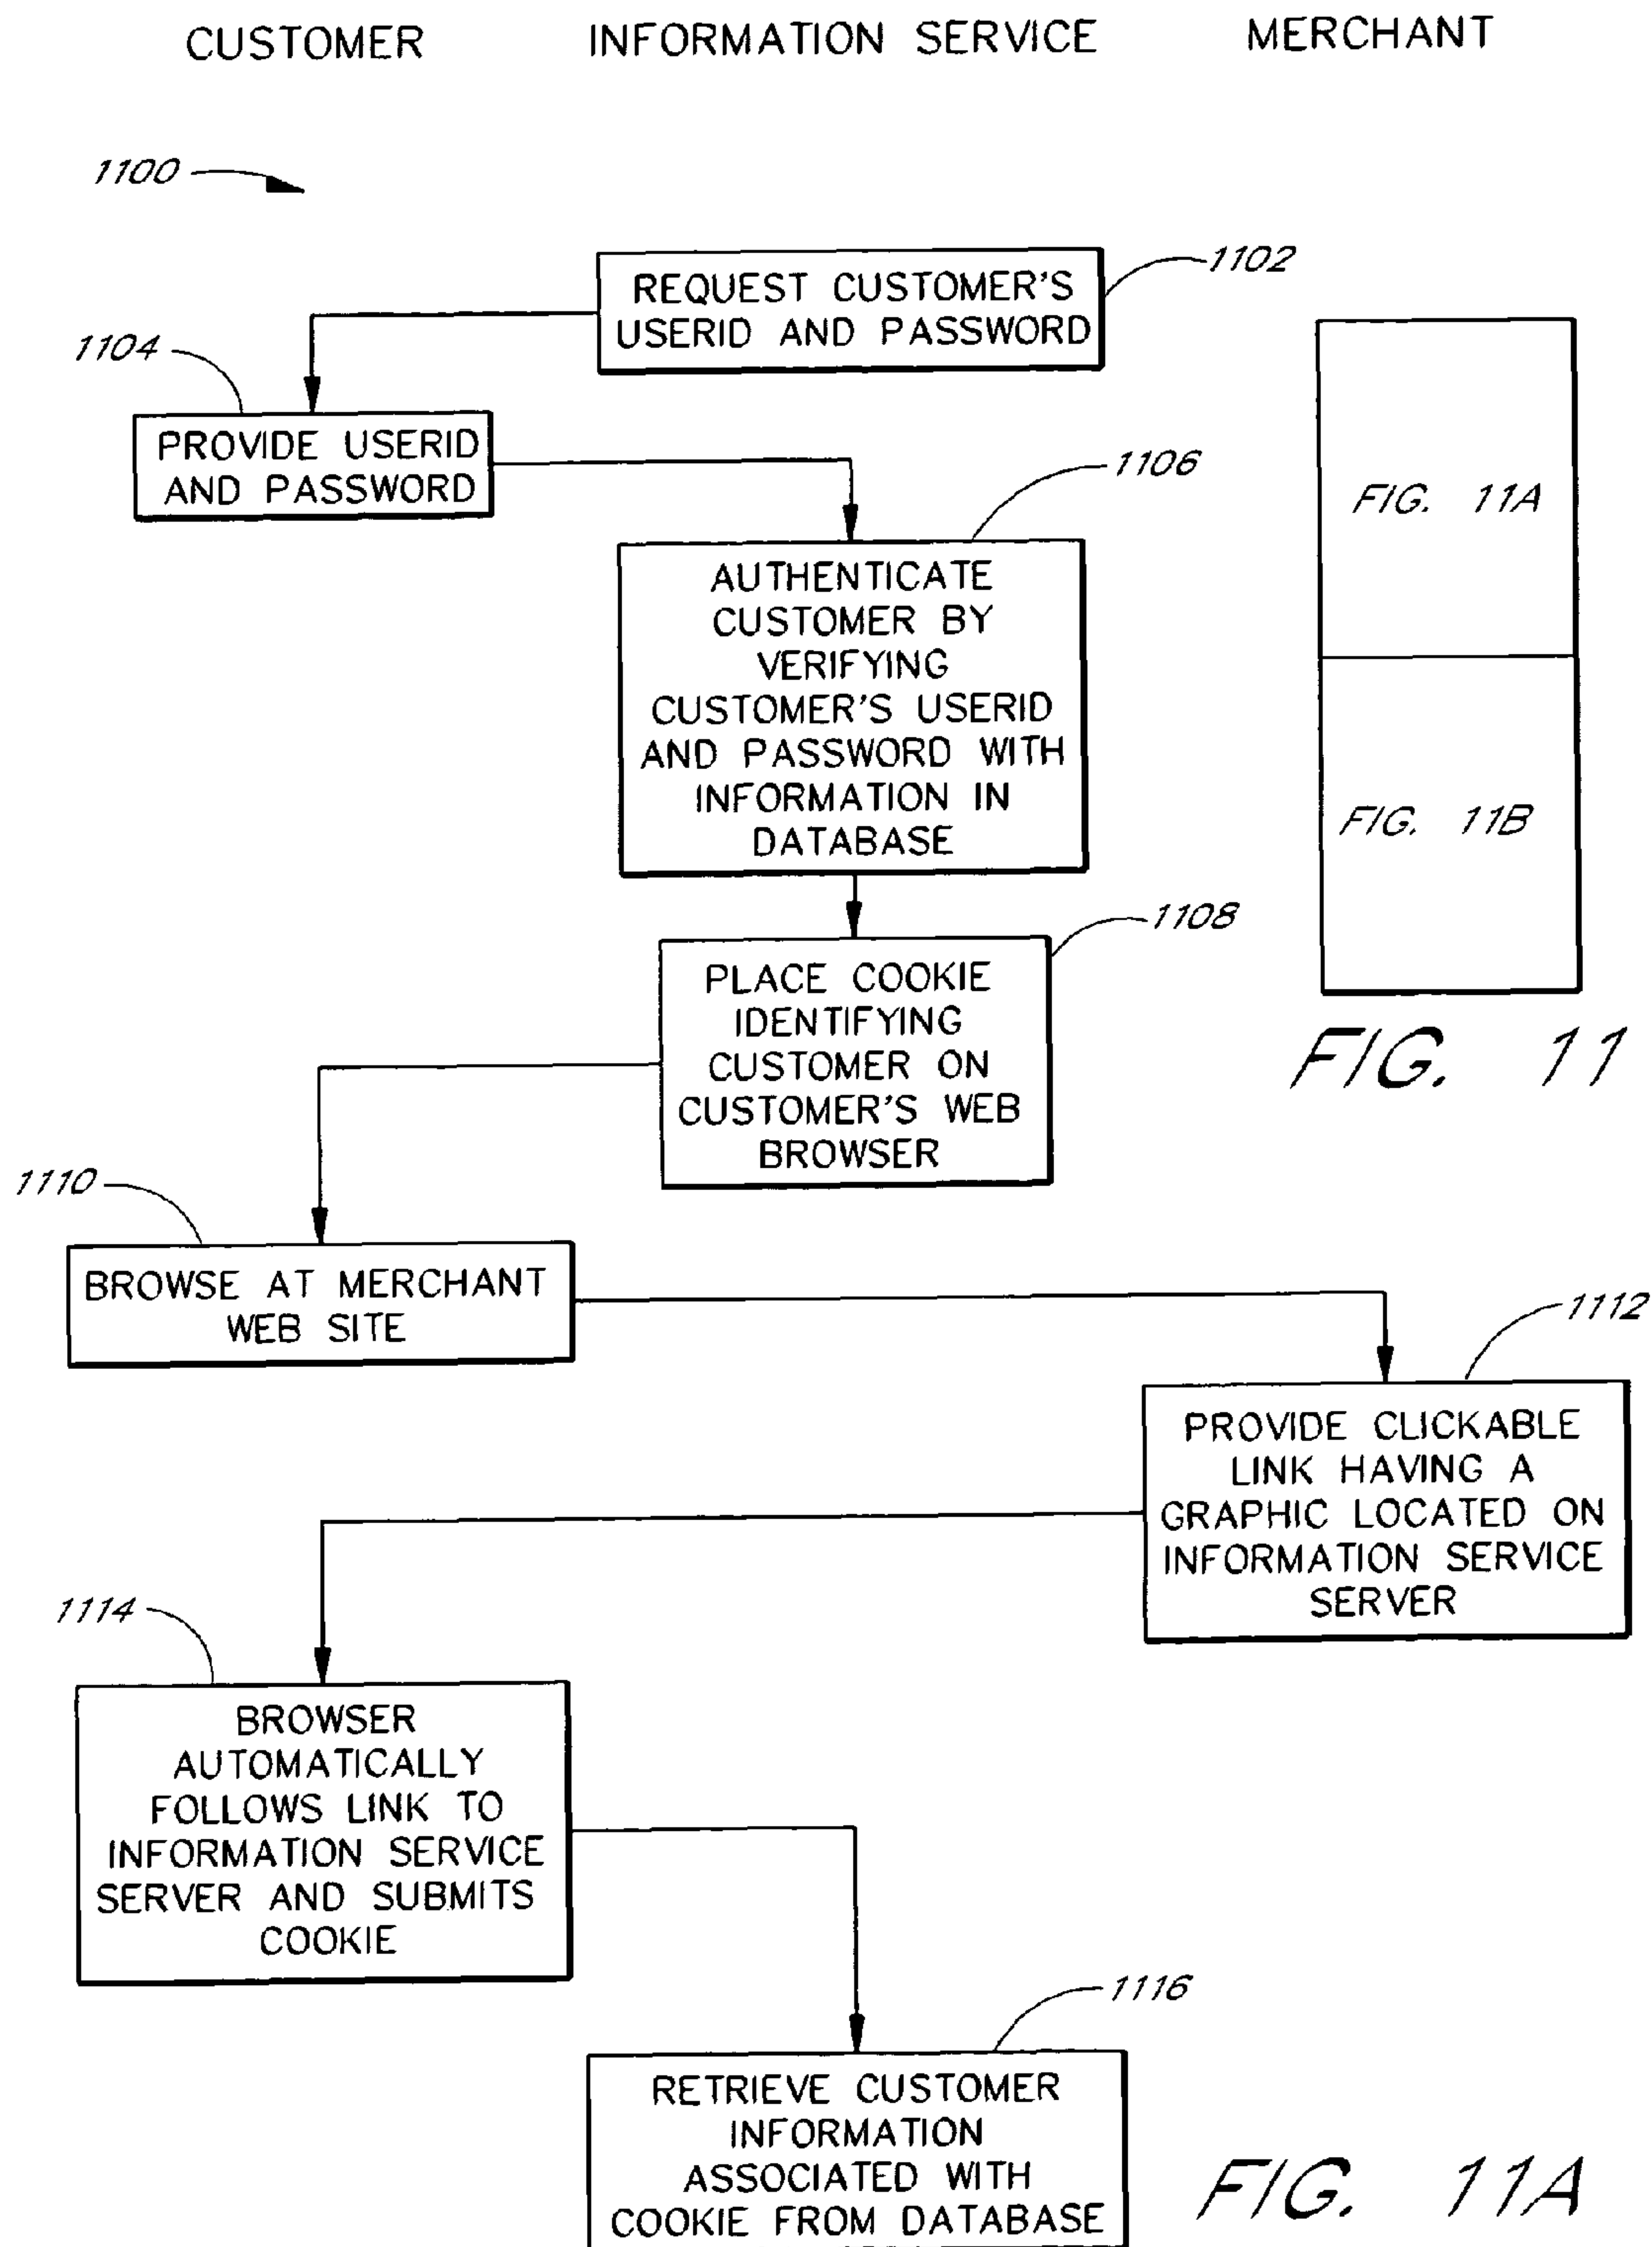 CUSTOMER INFORMATION SERVICE MERCHANT
1100
1102
REQUEST CUSTOMER'S
USERID AND PASSWORD
1104
PROVIDE USERID
AND PASSWORD
1106
AUTHENTICATE
CUSTOMER BY
VERIFYING
CUSTOMER'S USERID
AND PASSWORD WITH
INFORMATION IN
DATABASE
FIG. 11A
FIG. 11B
FIG. 11
1108
PLACE COOKIE
IDENTIFYING
CUSTOMER ON
CUSTOMER'S WEB
BROWSER
1110
BROWSE AT MERCHANT
WEB SITE
1112
PROVIDE CLICKABLE
LINK HAVING A
GRAPHIC LOCATED ON
INFORMATION SERVICE
SERVER
1114
BROWSER
AUTOMATICALLY
FOLLOWS LINK TO
INFORMATION SERVICE
SERVER AND SUBMITS
COOKIE
1116
RETRIEVE CUSTOMER
INFORMATION
ASSOCIATED WITH
COOKIE FROM DATABASE
FIG. 11A